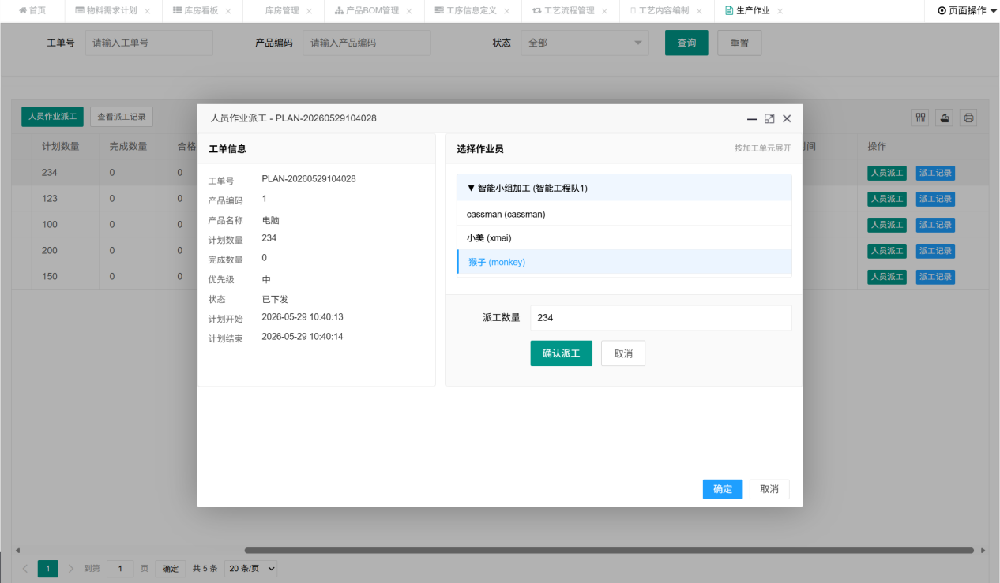 首页 物料需求计划 库房看板 库房管理 产品BOM管理 工序信息定义 工艺流程管理 工艺内容编制 生产作业 页面操作
工单号 请输入工单号 产品编码 请输入产品编码 状态 全部 查询 重置
人员作业派工 查看派工记录
人员作业派工 - PLAN-20260529104028
计划数量 完成数量 合格 时间 操作
234 0 0 人员派工 派工记录
123 0 0 人员派工 派工记录
100 0 0 人员派工 派工记录
200 0 0 人员派工 派工记录
150 0 0 人员派工 派工记录
工单信息
工单号 PLAN-20260529104028
产品编码 1
产品名称 电脑
计划数量 234
完成数量 0
优先级 中
状态 已下发
计划开始 2026-05-29 10:40:13
计划结束 2026-05-29 10:40:14
选择作业员 按加工单元展开
▼ 智能小组加工 (智能工程队1)
cassman (cassman)
小美 (xmei)
猴子 (monkey)
派工数量 234
确认派工 取消
确定 取消
1 到第 1 页 确定 共 5 条 20 条/页